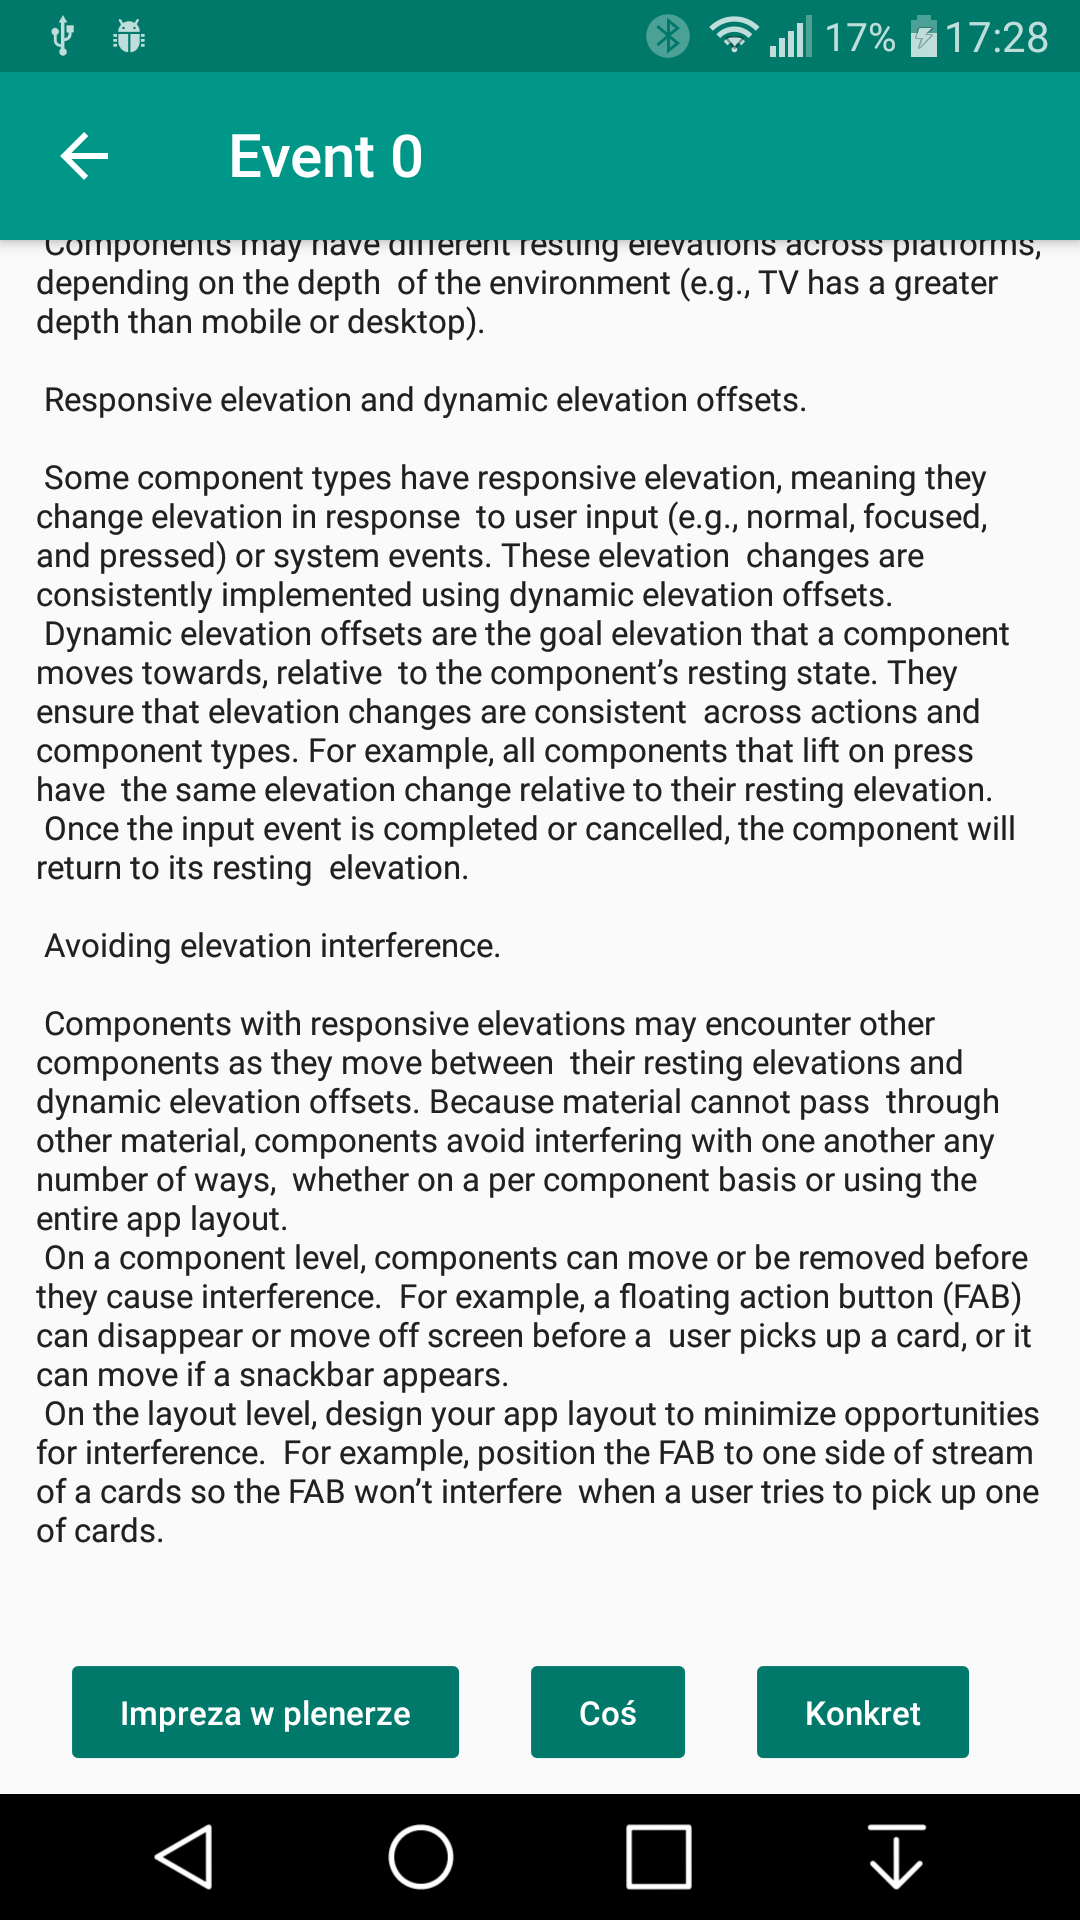 17% 17:28
Event 0
Components may have different resting elevations across platforms,
depending on the depth  of the environment (e.g., TV has a greater
depth than mobile or desktop).
Responsive elevation and dynamic elevation offsets.
Some component types have responsive elevation, meaning they
change elevation in response  to user input (e.g., normal, focused,
and pressed) or system events. These elevation  changes are
consistently implemented using dynamic elevation offsets.
Dynamic elevation offsets are the goal elevation that a component
moves towards, relative  to the component’s resting state. They
ensure that elevation changes are consistent  across actions and
component types. For example, all components that lift on press
have  the same elevation change relative to their resting elevation.
Once the input event is completed or cancelled, the component will
return to its resting  elevation.
Avoiding elevation interference.
Components with responsive elevations may encounter other
components as they move between  their resting elevations and
dynamic elevation offsets. Because material cannot pass  through
other material, components avoid interfering with one another any
number of ways,  whether on a per component basis or using the
entire app layout.
On a component level, components can move or be removed before
they cause interference.  For example, a floating action button (FAB)
can disappear or move off screen before a  user picks up a card, or it
can move if a snackbar appears.
On the layout level, design your app layout to minimize opportunities
for interference.  For example, position the FAB to one side of stream
of a cards so the FAB won’t interfere  when a user tries to pick up one
of cards.
Impreza w plenerze
Coś
Konkret